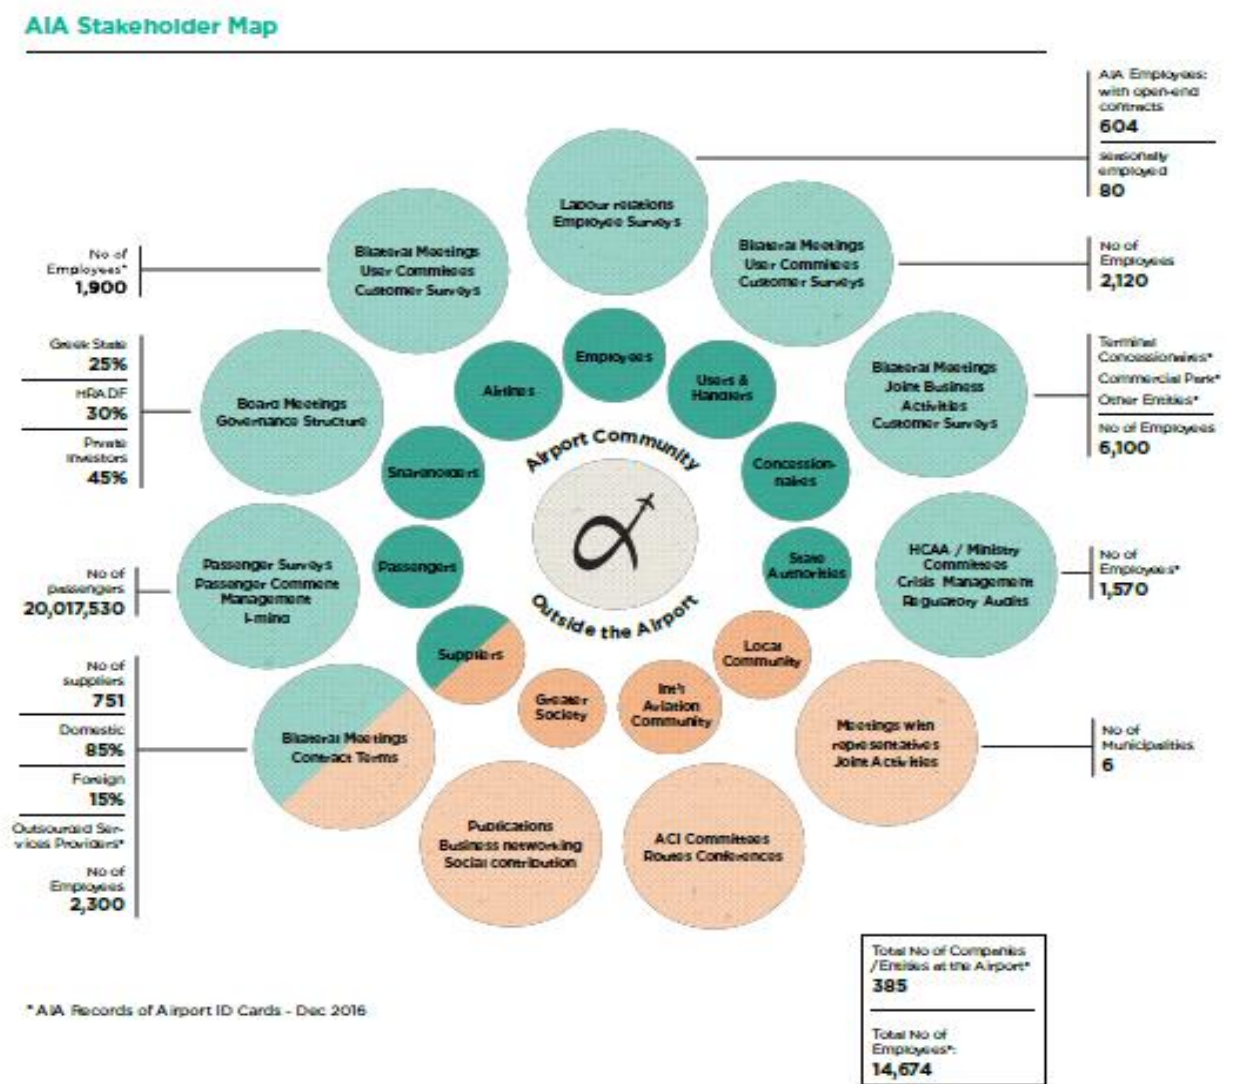 AIA Stakeholder Map
AIA Employees:
with open-end
contracts
604
seasonally
employed
80
Labour relations
Employee Surveys
Bilateral Meetings
User Committees
Customer Surveys
Bilateral Meetings
User Committees
Customer Surveys
No of
Employees*
1,900
No of
Employees
2,120
Greek State
25%
HRADF
30%
Private
Investors
45%
Board Meetings
Governance Structure
Airlines
Employees
Users &
Handlers
Bilateral Meetings
Joint Business
Activities
Customer Surveys
Terminal
Concessionaires*
Commercial Park*
Other Entities*
No of Employees
6,100
Shareholders
Airport Community
Concession-
naires
No of
passengers
20,017,530
Passenger Surveys
Passenger Comment
Management
Passengers
State
Authorities
HCAA / Ministry
Committees
Crisis Management
Regulatory Audits
No of
Employees*
1,570
Outside the Airport
Suppliers
Greater
Society
Int'l
Aviation
Community
Local
Community
No of
suppliers
751
Domestic
85%
Foreign
15%
Outsourced Ser-
vices Providers*
No of
Employees
2,300
Bilateral Meetings
Contract Terms
Meetings with
representatives
Joint Activities
No of
Municipalities
6
Publications
Business networking
Social contribution
ACI Committees
Routes Conferences
Total No of Companies
/Entities at the Airport*
385
Total No of
Employees*:
14,674
*AIA Records of Airport ID Cards - Dec 2016